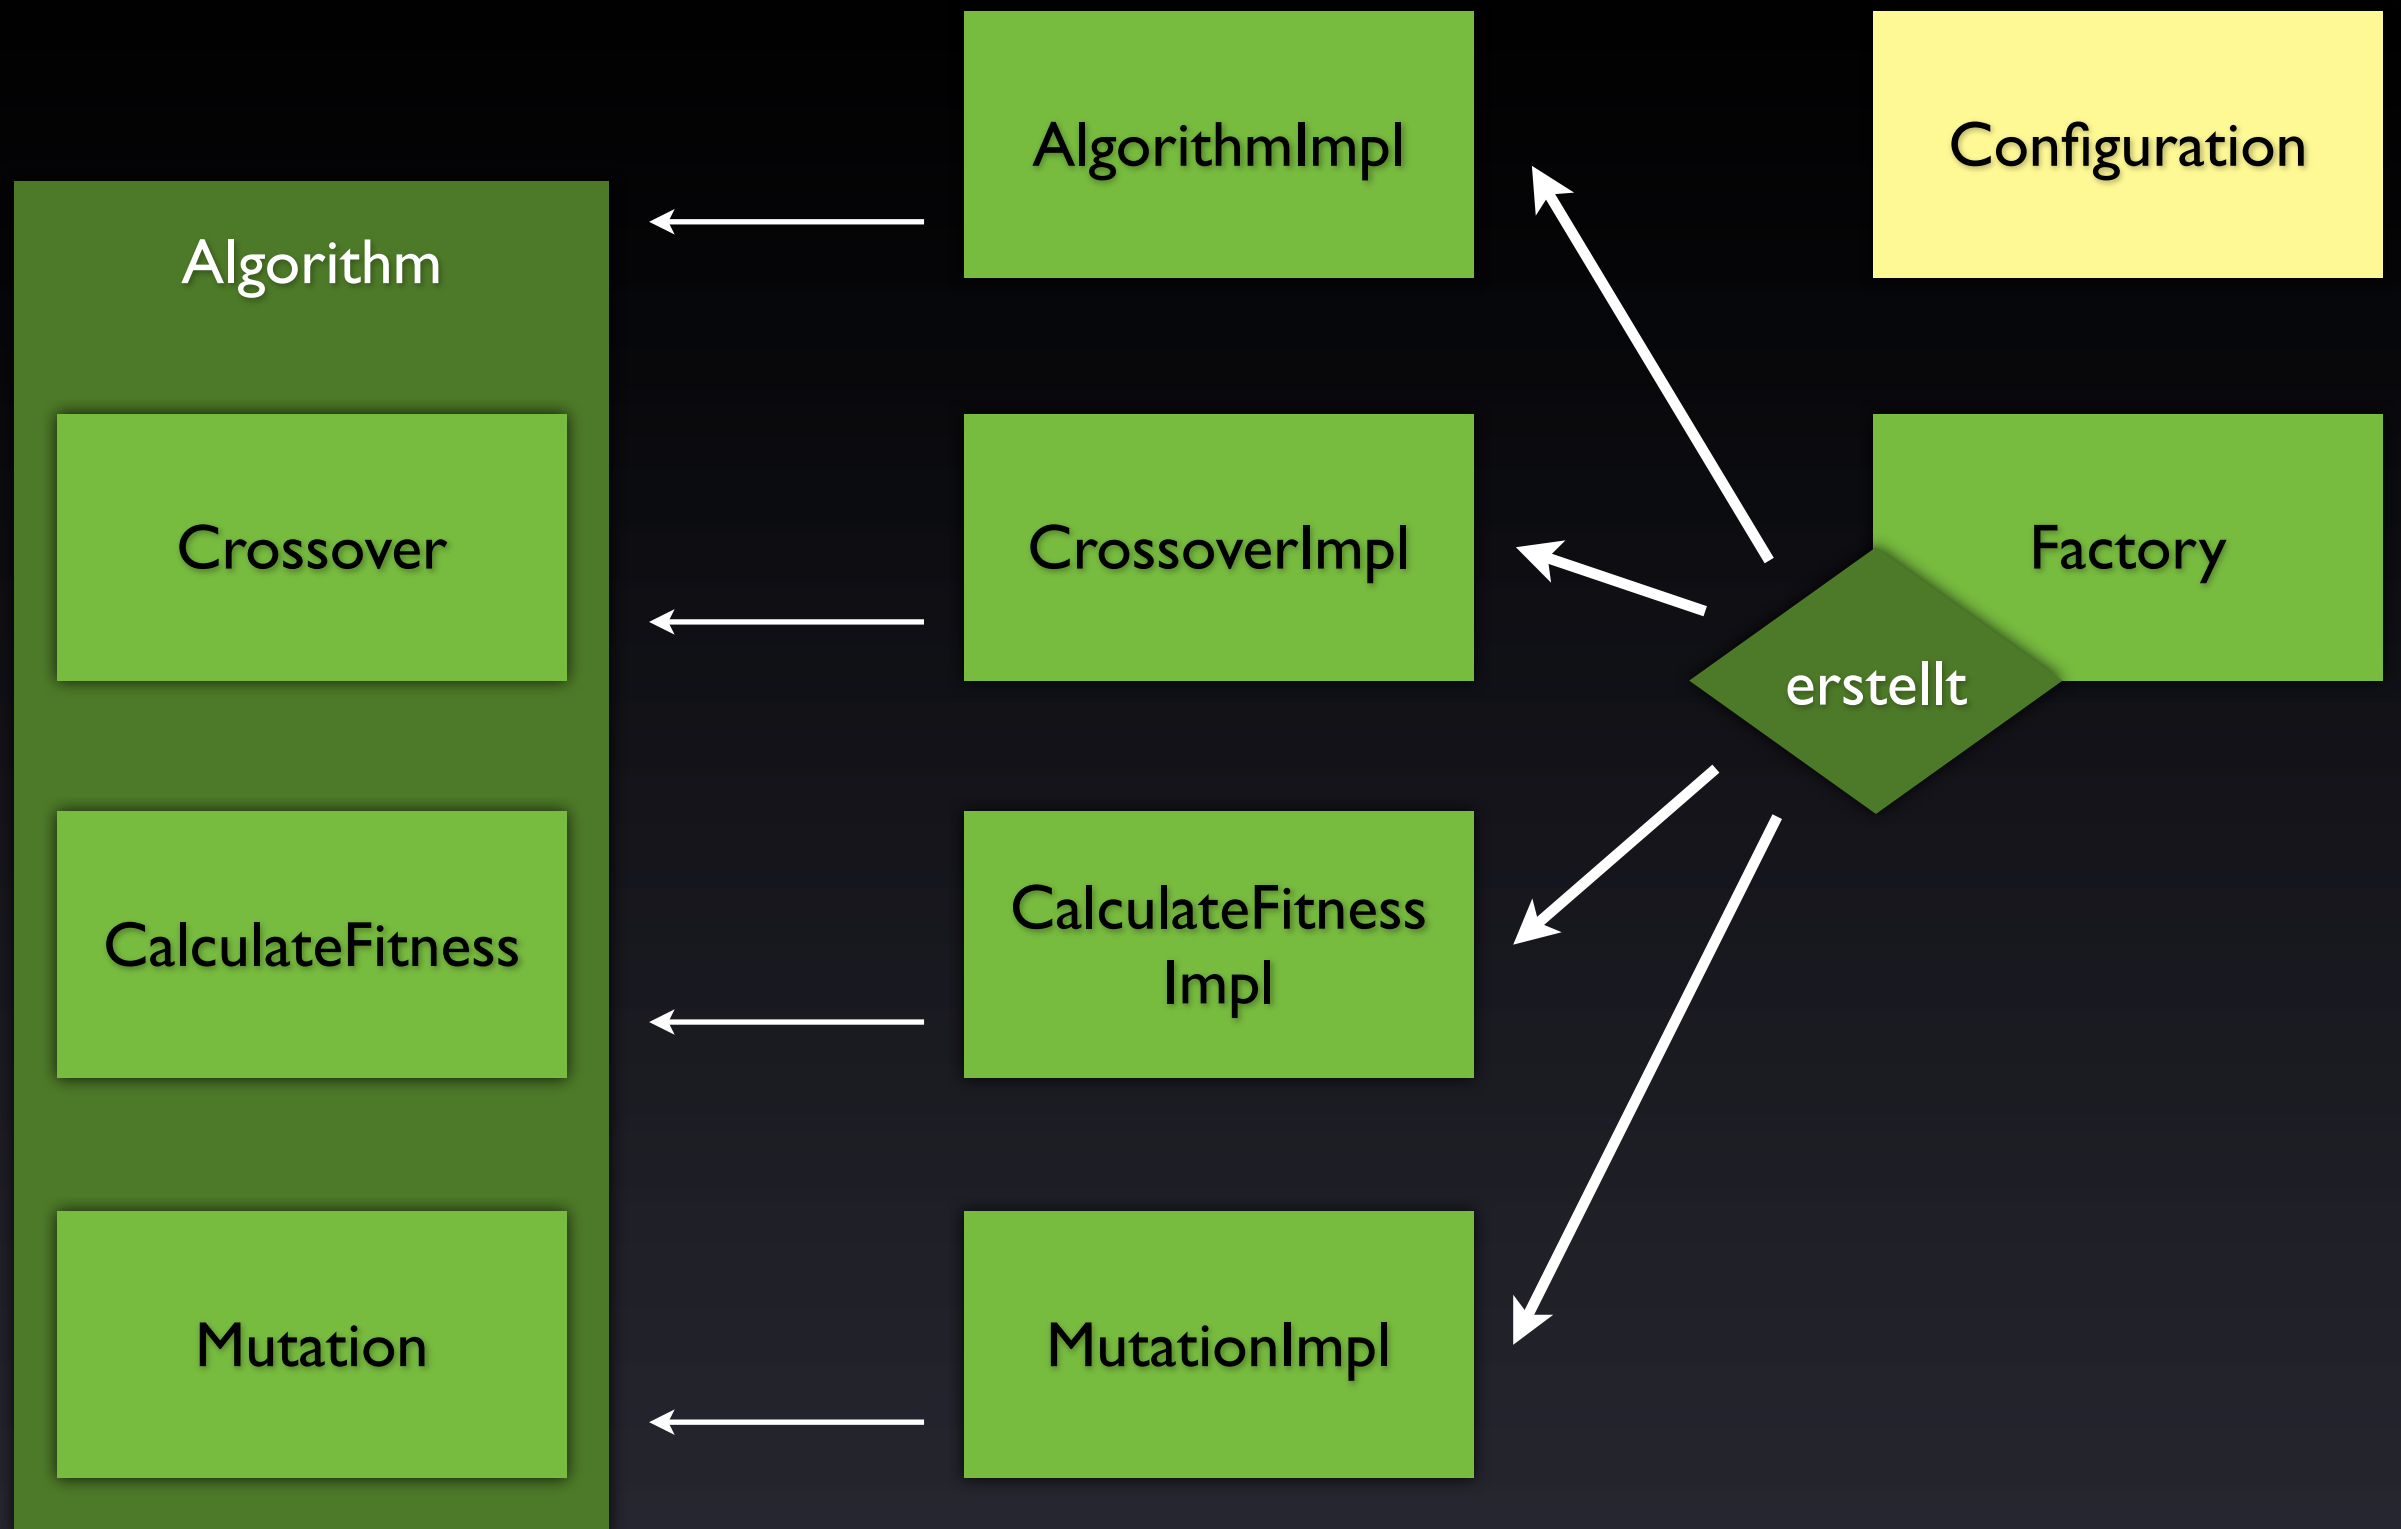 AlgorithmImpl
Configuration
Algorithm
Crossover
CrossoverImpl
Factory
erstellt
CalculateFitness
CalculateFitness
Impl
Mutation
MutationImpl